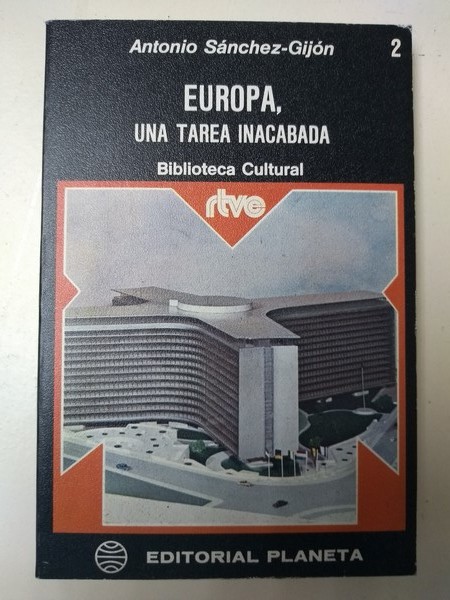 Antonio Sánchez-Gijón 2
EUROPA,
UNA TAREA INACABADA
Biblioteca Cultural
rtve
EDITORIAL PLANETA